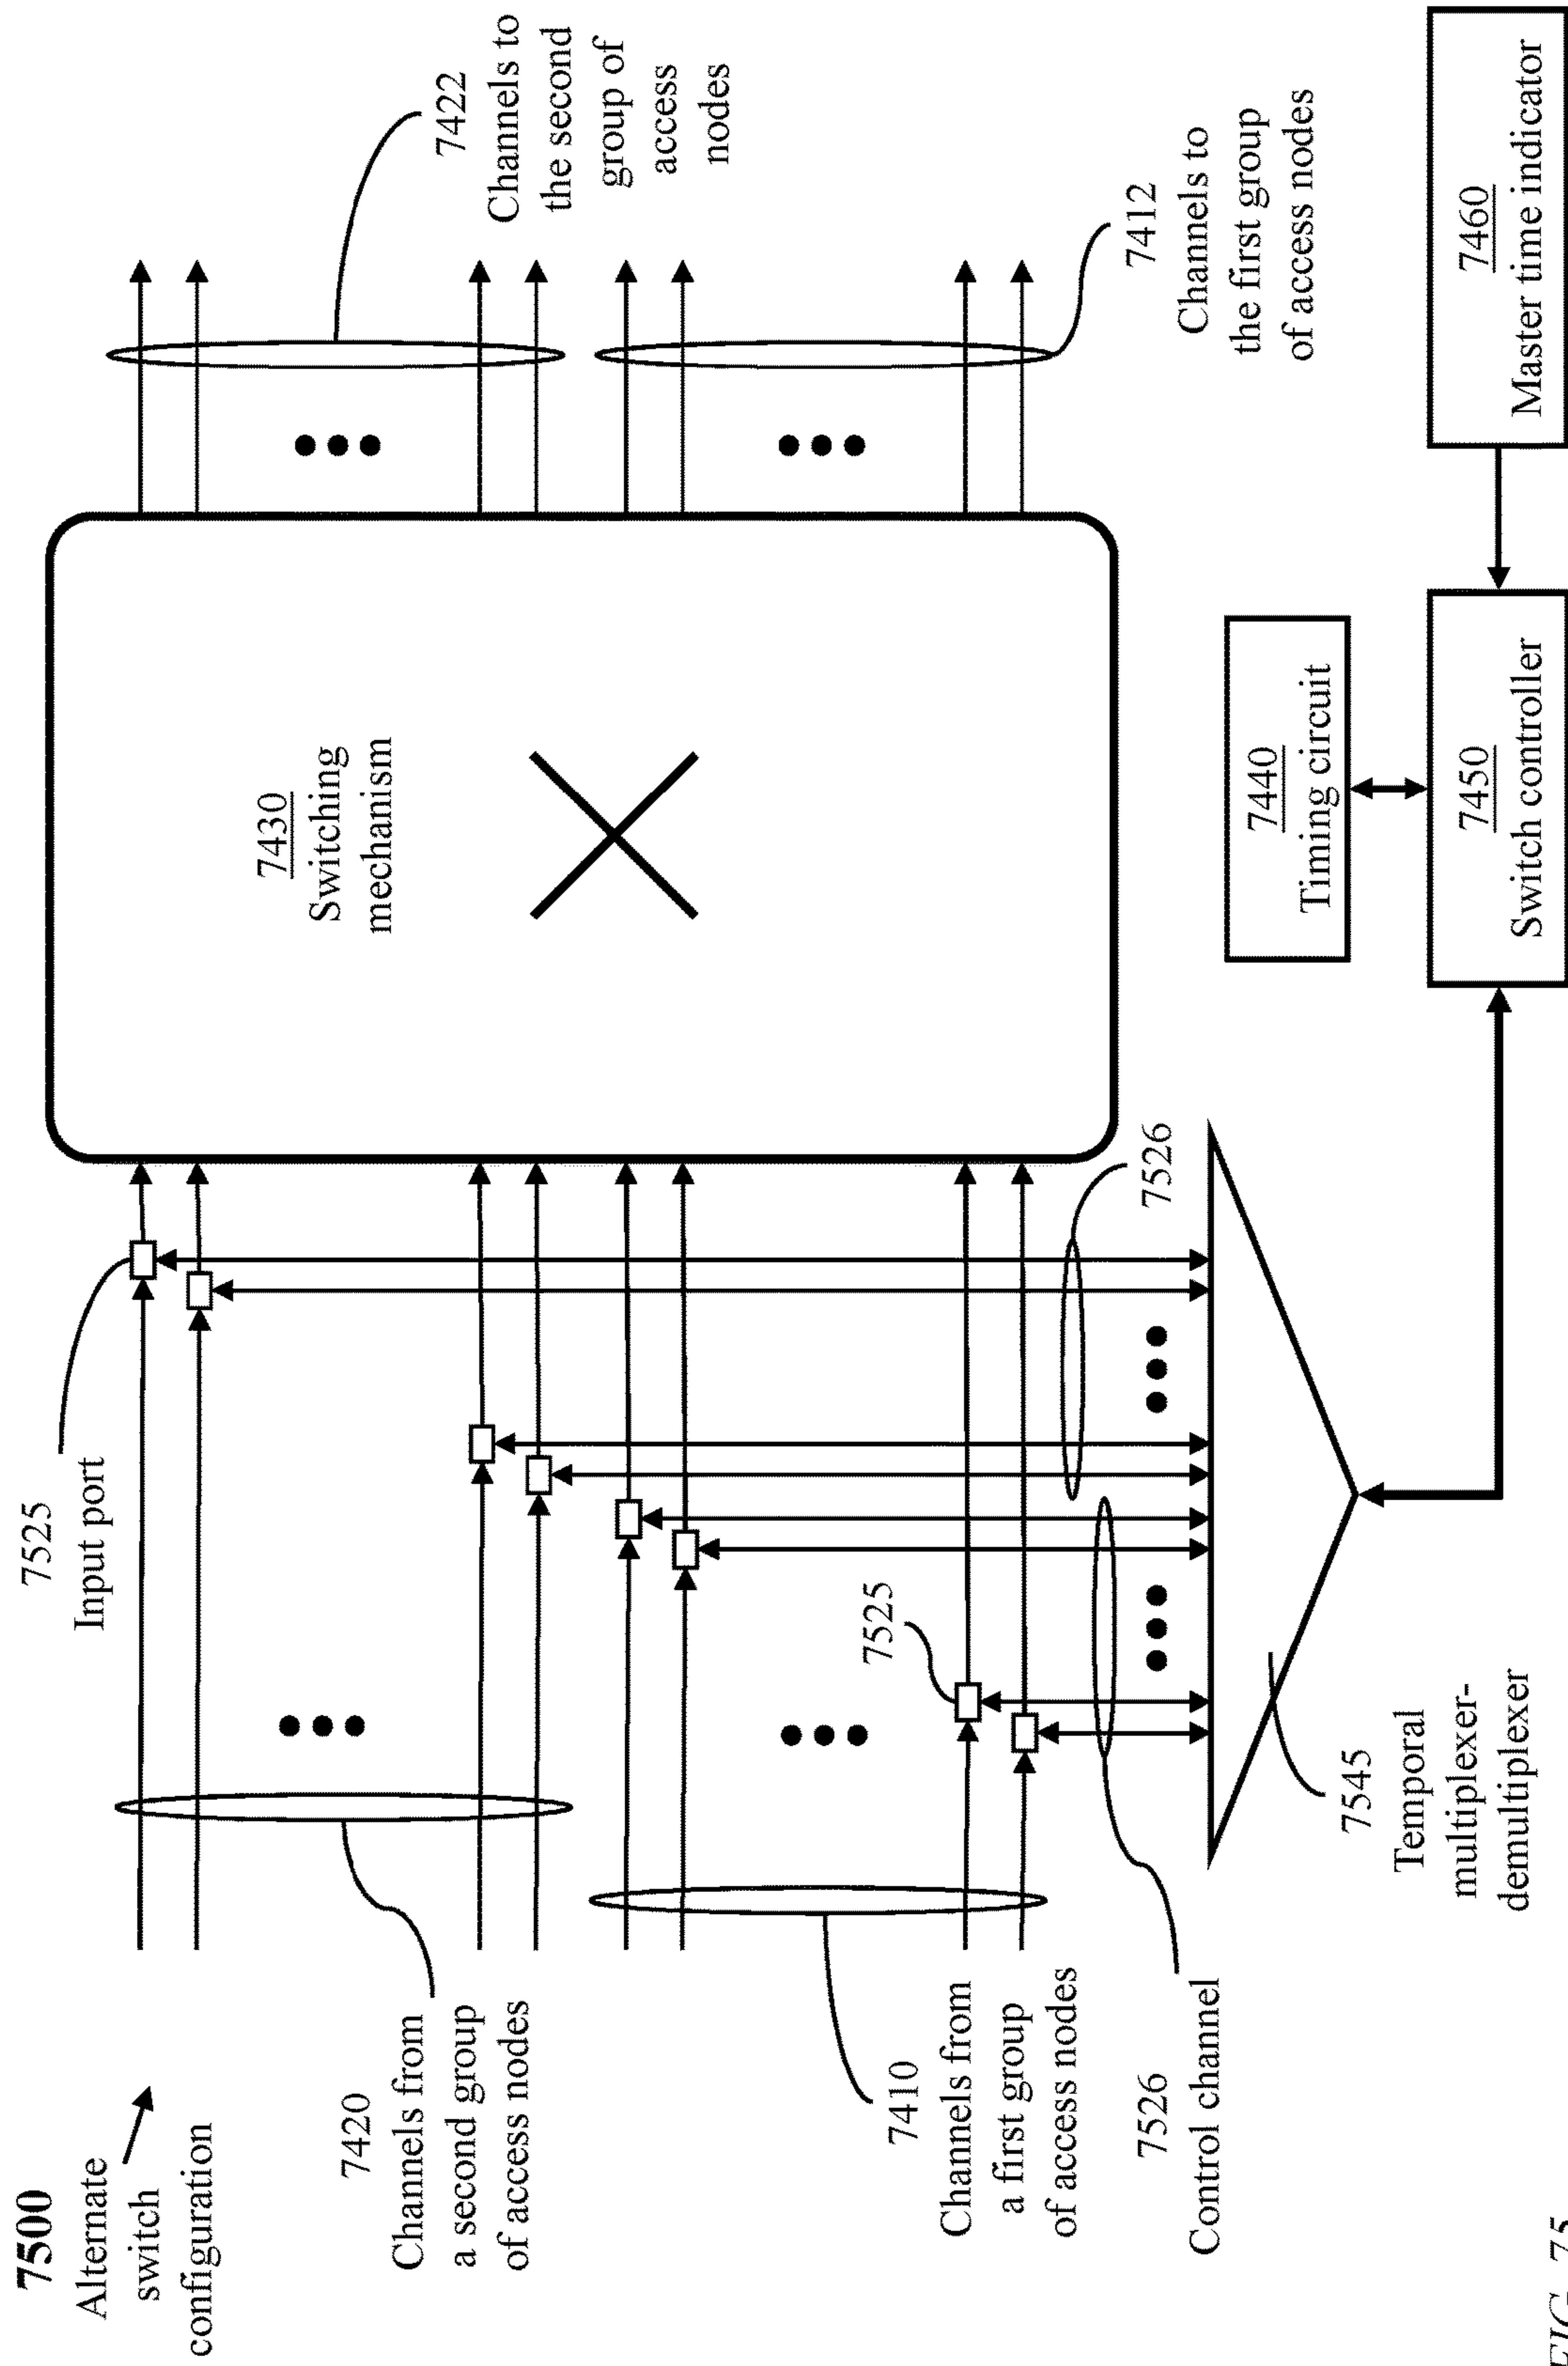 7500
Alternate
switch
configuration
7525
Input port
7420
Channels from
a second group
of access nodes
7430
Switching
mechanism
7422
Channels to
the second
group of
access
nodes
7410
Channels from
a first group
of access nodes
7525
7526
Control channel
7526
7412
Channels to
the first group
of access nodes
7545
Temporal
multiplexer-
demultiplexer
7440
Timing circuit
7450
Switch controller
7460
Master time indicator
FIG. 75